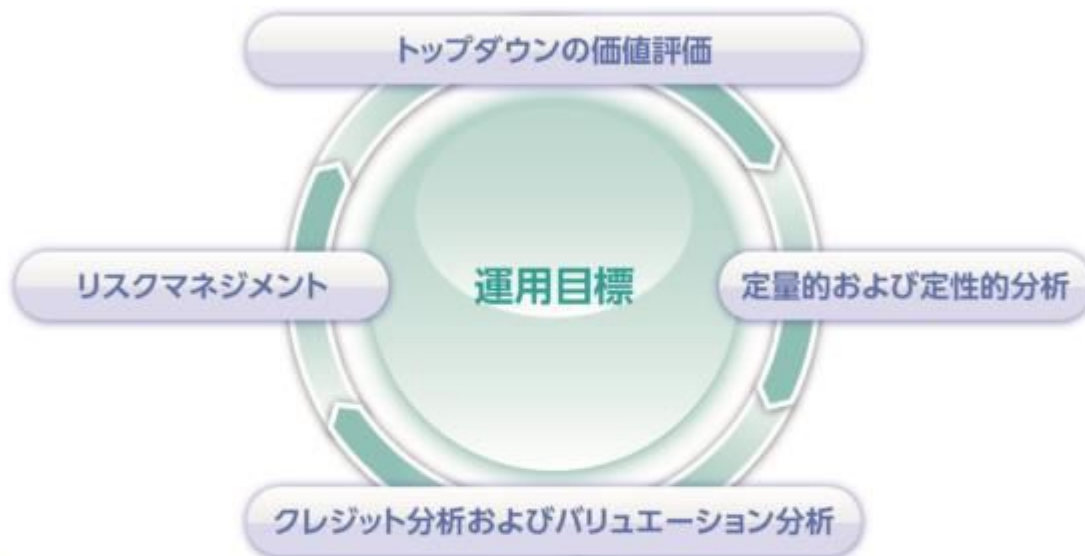 トップダウンの価値評価
リスクマネジメント
運用目標
定量的および定性的分析
クレジット分析およびバリュエーション分析